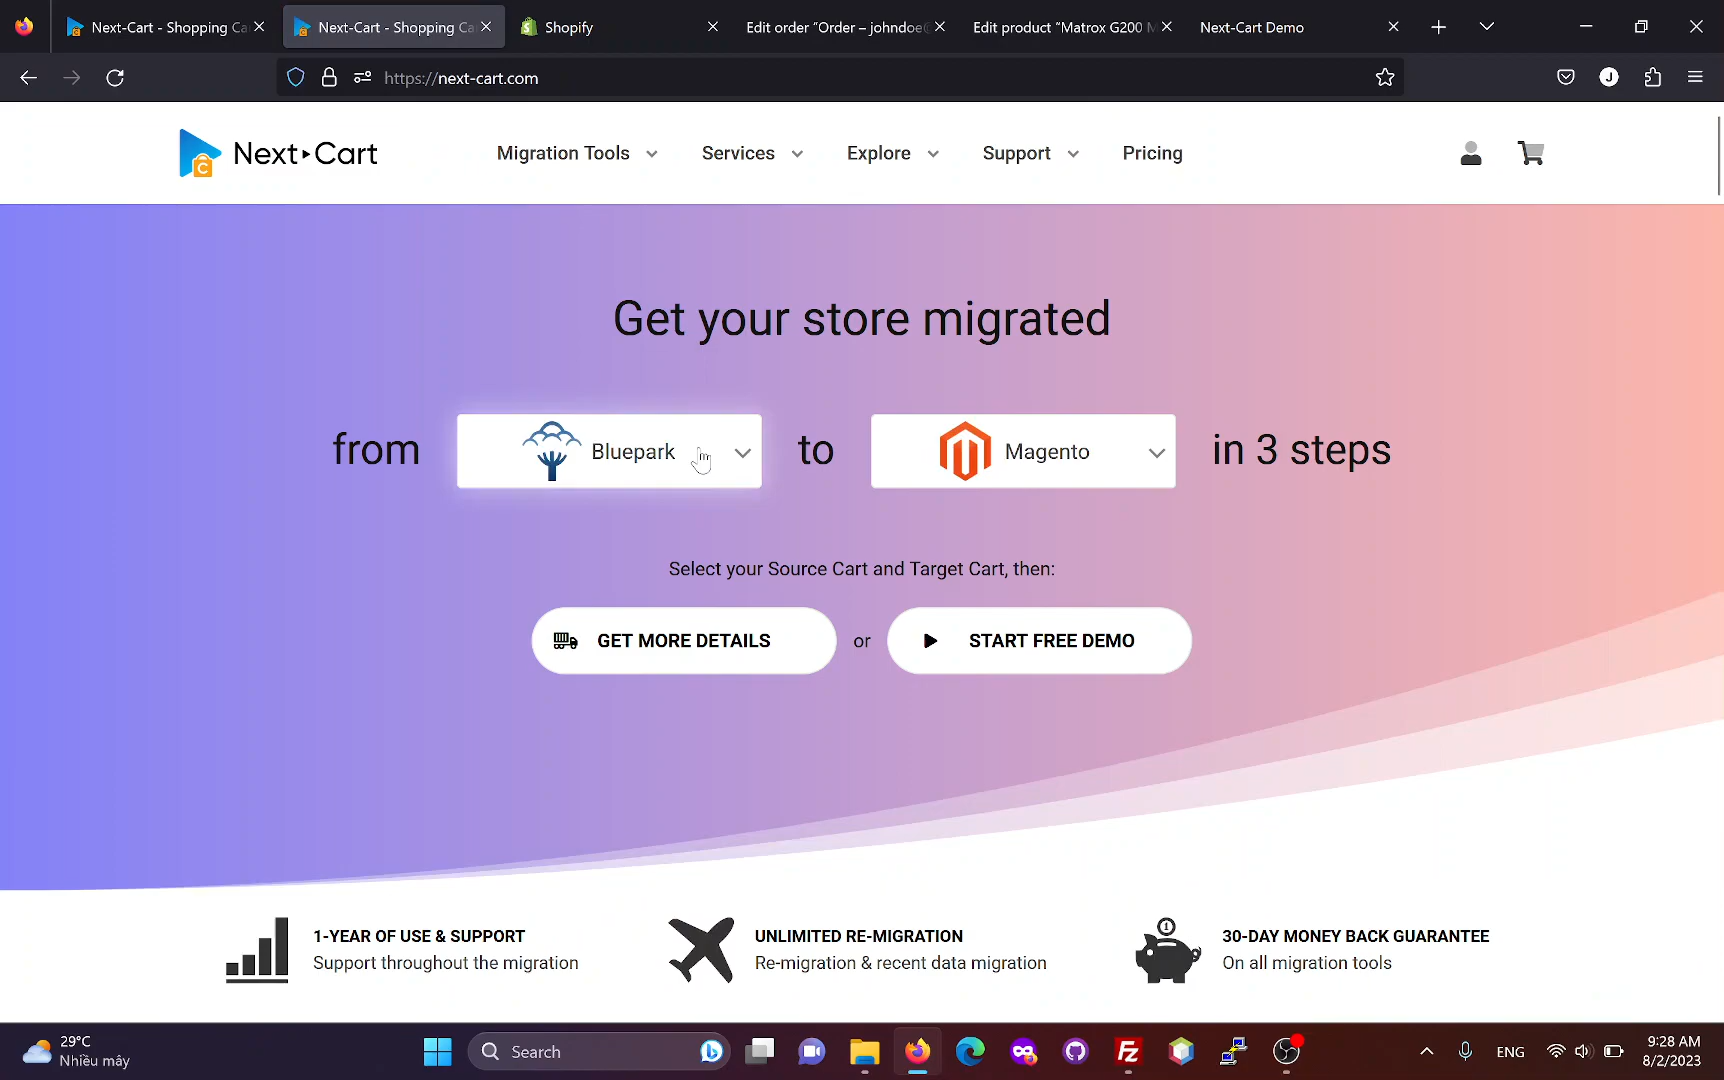 Next-Cart - Shopping Ca
Next-Cart - Shopping Ca
Shopify
Edit order “Order – johndoe@
Edit product “Matrox G200 M
Next-Cart Demo
https://next-cart.com
J
Next Cart
Migration Tools
Services
Explore
Support
Pricing
Get your store migrated
from
Bluepark
to
Magento
in 3 steps
Select your Source Cart and Target Cart, then:
GET MORE DETAILS
or
START FREE DEMO
1-YEAR OF USE & SUPPORT
Support throughout the migration
UNLIMITED RE-MIGRATION
Re-migration & recent data migration
30-DAY MONEY BACK GUARANTEE
On all migration tools
29°C
Nhiều mây
Search
Fz
ENG
9:28 AM
8/2/2023